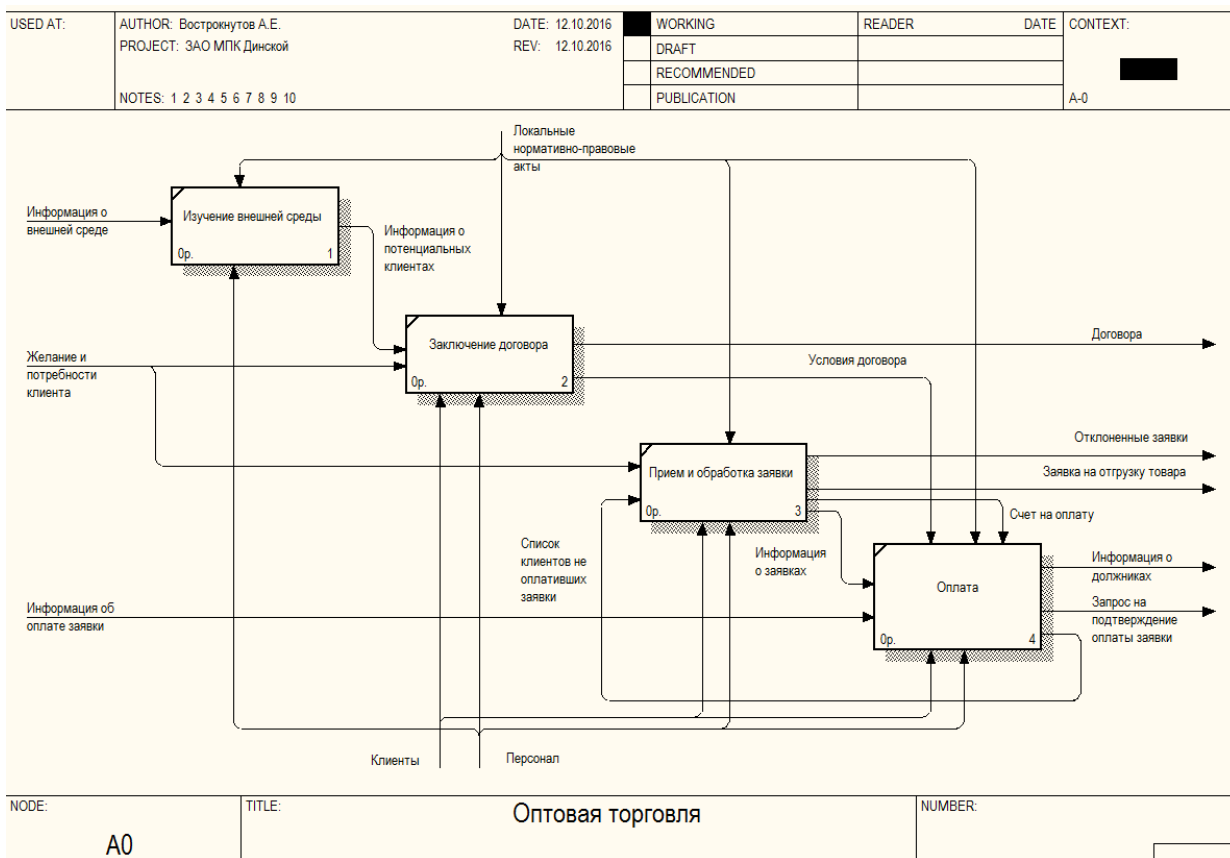 USED AT:
AUTHOR: Вострокнутов А.Е.
DATE: 12.10.2016
WORKING
READER
DATE
CONTEXT:
PROJECT: ЗАО МПК Динской
REV: 12.10.2016
DRAFT
RECOMMENDED
NOTES: 1 2 3 4 5 6 7 8 9 10
PUBLICATION
A-0
Локальные
нормативно-правовые
акты
Информация о
внешней среде
Изучение внешней среды
0р.
1
Информация о
потенциальных
клиентах
Желание и
потребности
клиента
Заключение договора
0р.
2
Договора
Условия договора
Отклоненные заявки
Прием и обработка заявки
0р.
3
Заявка на отгрузку товара
Счет на оплату
Список
клиентов не
оплативших
заявки
Информация
о заявках
Оплата
0р.
4
Информация о
должниках
Информация об
оплате заявки
Запрос на
подтверждение
оплаты заявки
Клиенты
Персонал
NODE:
TITLE:
NUMBER:
A0
Оптовая торговля